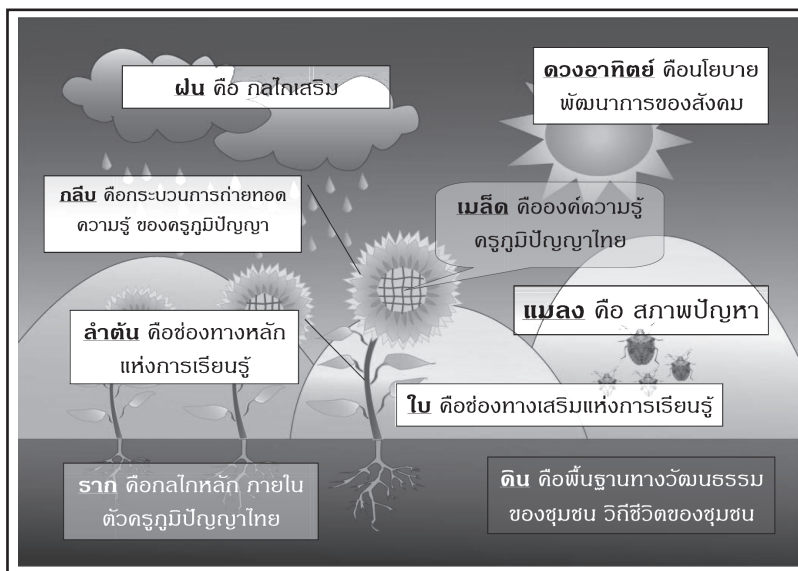 ฝน คือ กลไกเสริม
ดวงอาทิตย์ คือนโยบาย
พัฒนาการของสังคม
กลีบ คือกระบวนการถ่ายทอด
ความรู้ ของครูภูมิปัญญา
เมล็ด คือองค์ความรู้
ครูภูมิปัญญาไทย
แมลง คือ สภาพปัญหา
ลำต้น คือช่องทางหลัก
แห่งการเรียนรู้
ใบ คือช่องทางเสริมแห่งการเรียนรู้
ราก คือกลไกหลัก ภายใน
ตัวครูภูมิปัญญาไทย
ดิน คือพื้นฐานทางวัฒนธรรม
ของชุมชน วิถีชีวิตของชุมชน